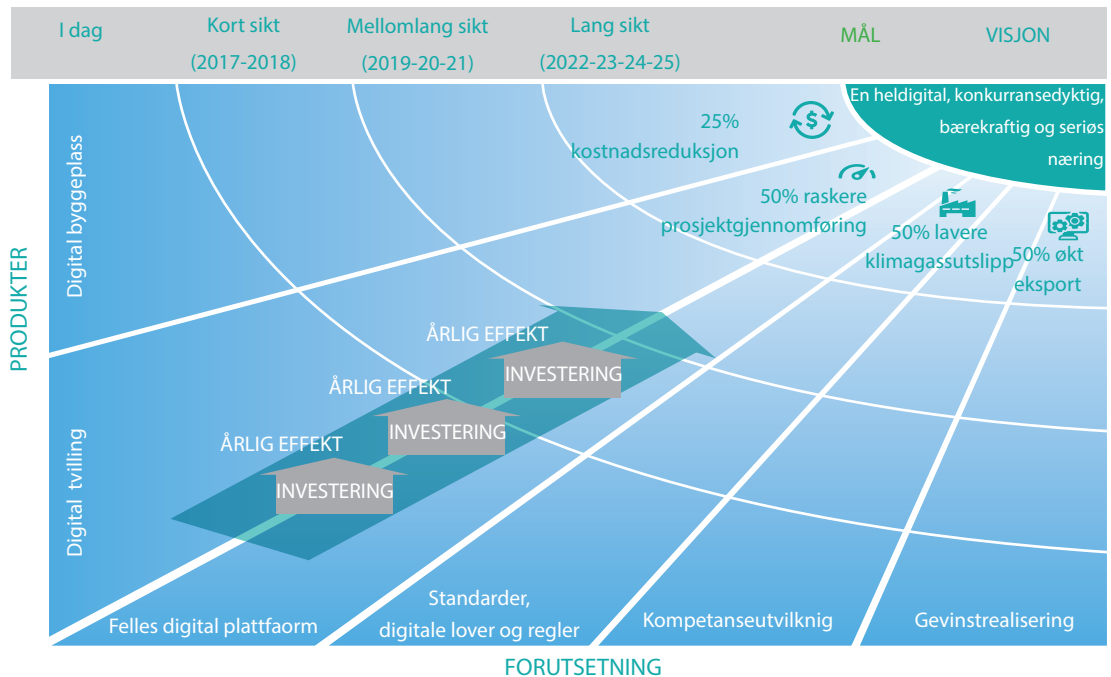 I dag
Kort sikt
(2017-2018)
Mellomlang sikt
(2019-20-21)
Lang sikt
(2022-23-24-25)
MÅL
VISJON
En heldigital, konkurransedyktig,
bærekraftig og seriøs
næring
25%
kostnadsreduksjon
50% raskere
prosjektgjennomføring
50% lavere
klimagassutslipp
50% økt
eksport
PRODUKTER
Digital byggeplass
Digital tvilling
ÅRLIG EFFEKT
INVESTERING
ÅRLIG EFFEKT
INVESTERING
ÅRLIG EFFEKT
INVESTERING
Felles digital plattfaorm
Standarder,
digitale lover og regler
Kompetanseutvilknig
Gevinstrealisering
FORUTSETNING